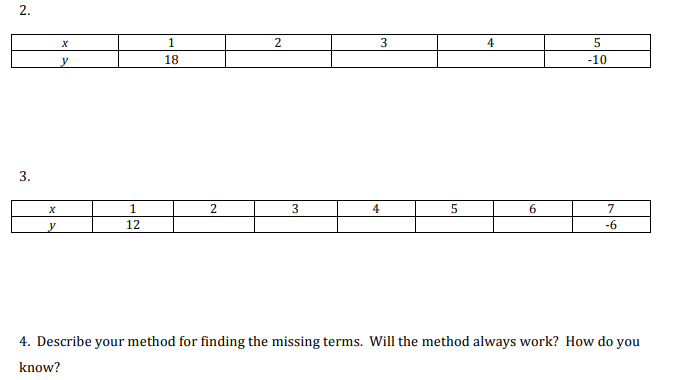 2.
x 1 2 3 4 5
y 18 -10
3.
x 1 2 3 4 5 6 7
y 12 -6
4. Describe your method for finding the missing terms. Will the method always work? How do you
know?